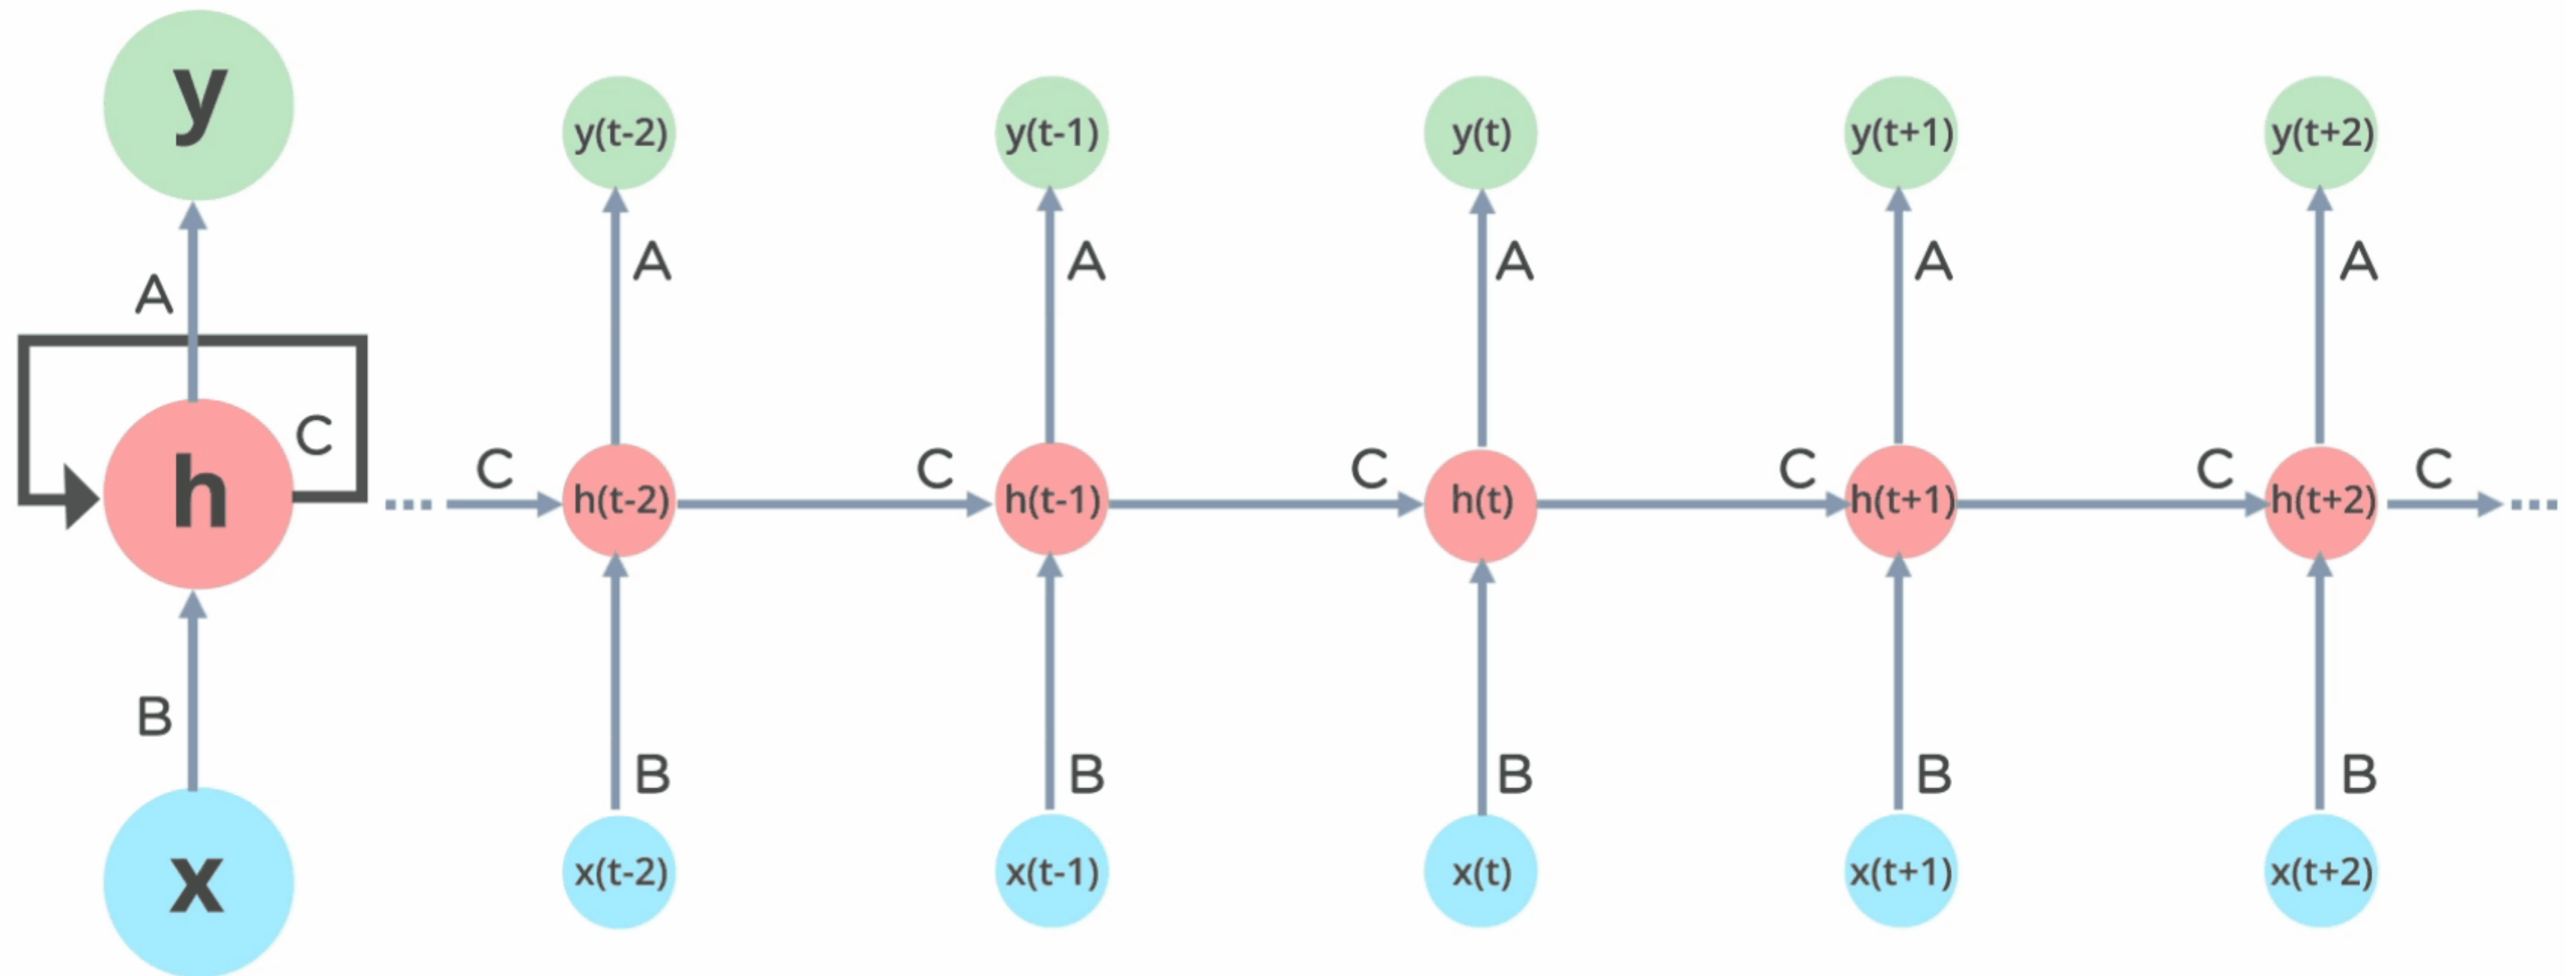 y
y(t-2) y(t-1) y(t) y(t+1) y(t+2)
A
A A A A A
C
h
... C h(t-2) C h(t-1) C h(t) C h(t+1) C h(t+2) C ...
B
B B B B B
x
x(t-2) x(t-1) x(t) x(t+1) x(t+2)